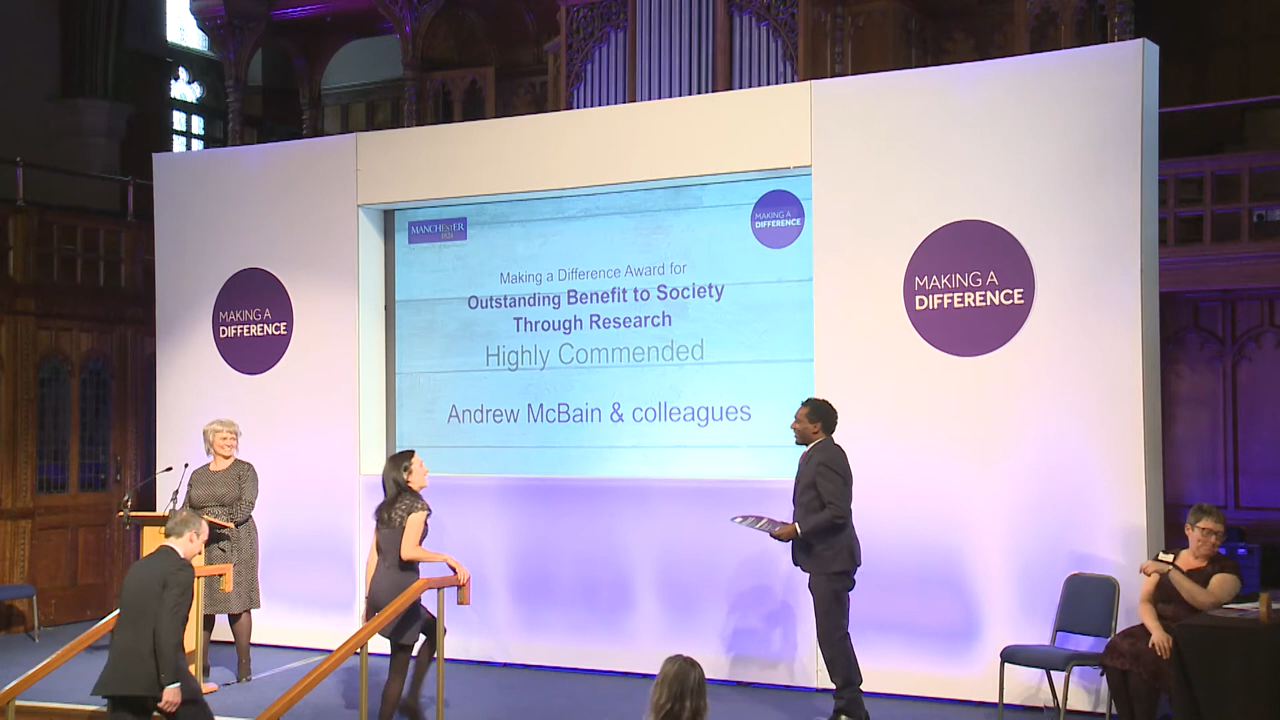 MANCHESTER
1824
MAKING A
DIFFERENCE
Making a Difference Award for
Outstanding Benefit to Society
Through Research
Highly Commended
Andrew McBain & colleagues
MAKING A
DIFFERENCE
MAKING A
DIFFERENCE